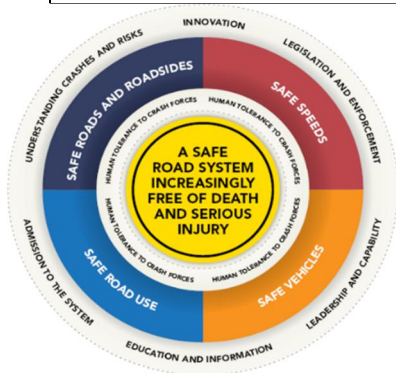 INNOVATION
LEGISLATION AND ENFORCEMENT
LEADERSHIP AND CAPABILITY
EDUCATION AND INFORMATION
ADMISSION TO THE SYSTEM
UNDERSTANDING CRASHES AND RISKS
SAFE ROADS AND ROADSIDES
SAFE SPEEDS
SAFE VEHICLES
SAFE ROAD USE
HUMAN TOLERANCE TO CRASH FORCES
HUMAN TOLERANCE TO CRASH FORCES
HUMAN TOLERANCE TO CRASH FORCES
HUMAN TOLERANCE TO CRASH FORCES
A SAFE
ROAD SYSTEM
INCREASINGLY
FREE OF DEATH
AND SERIOUS
INJURY